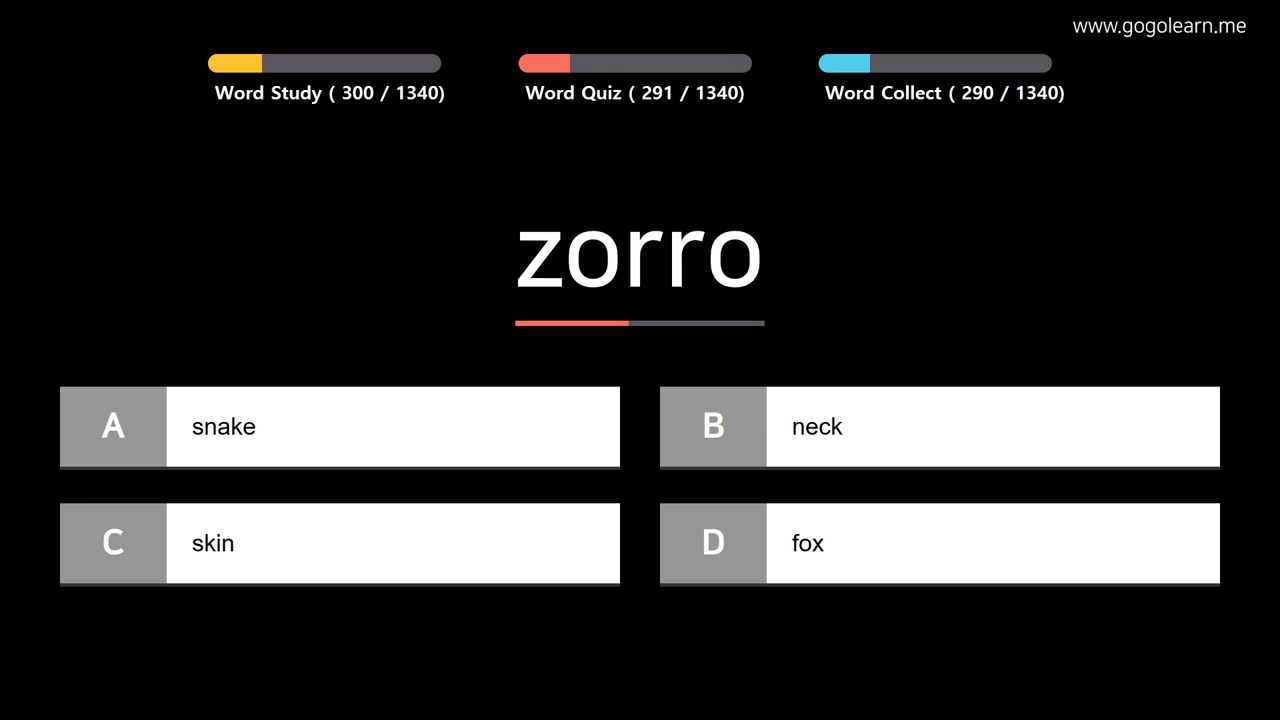 www.gogolearn.me
Word Study ( 300 / 1340)
Word Quiz ( 291 / 1340)
Word Collect ( 290 / 1340)
zorro
A snake
B neck
C skin
D fox